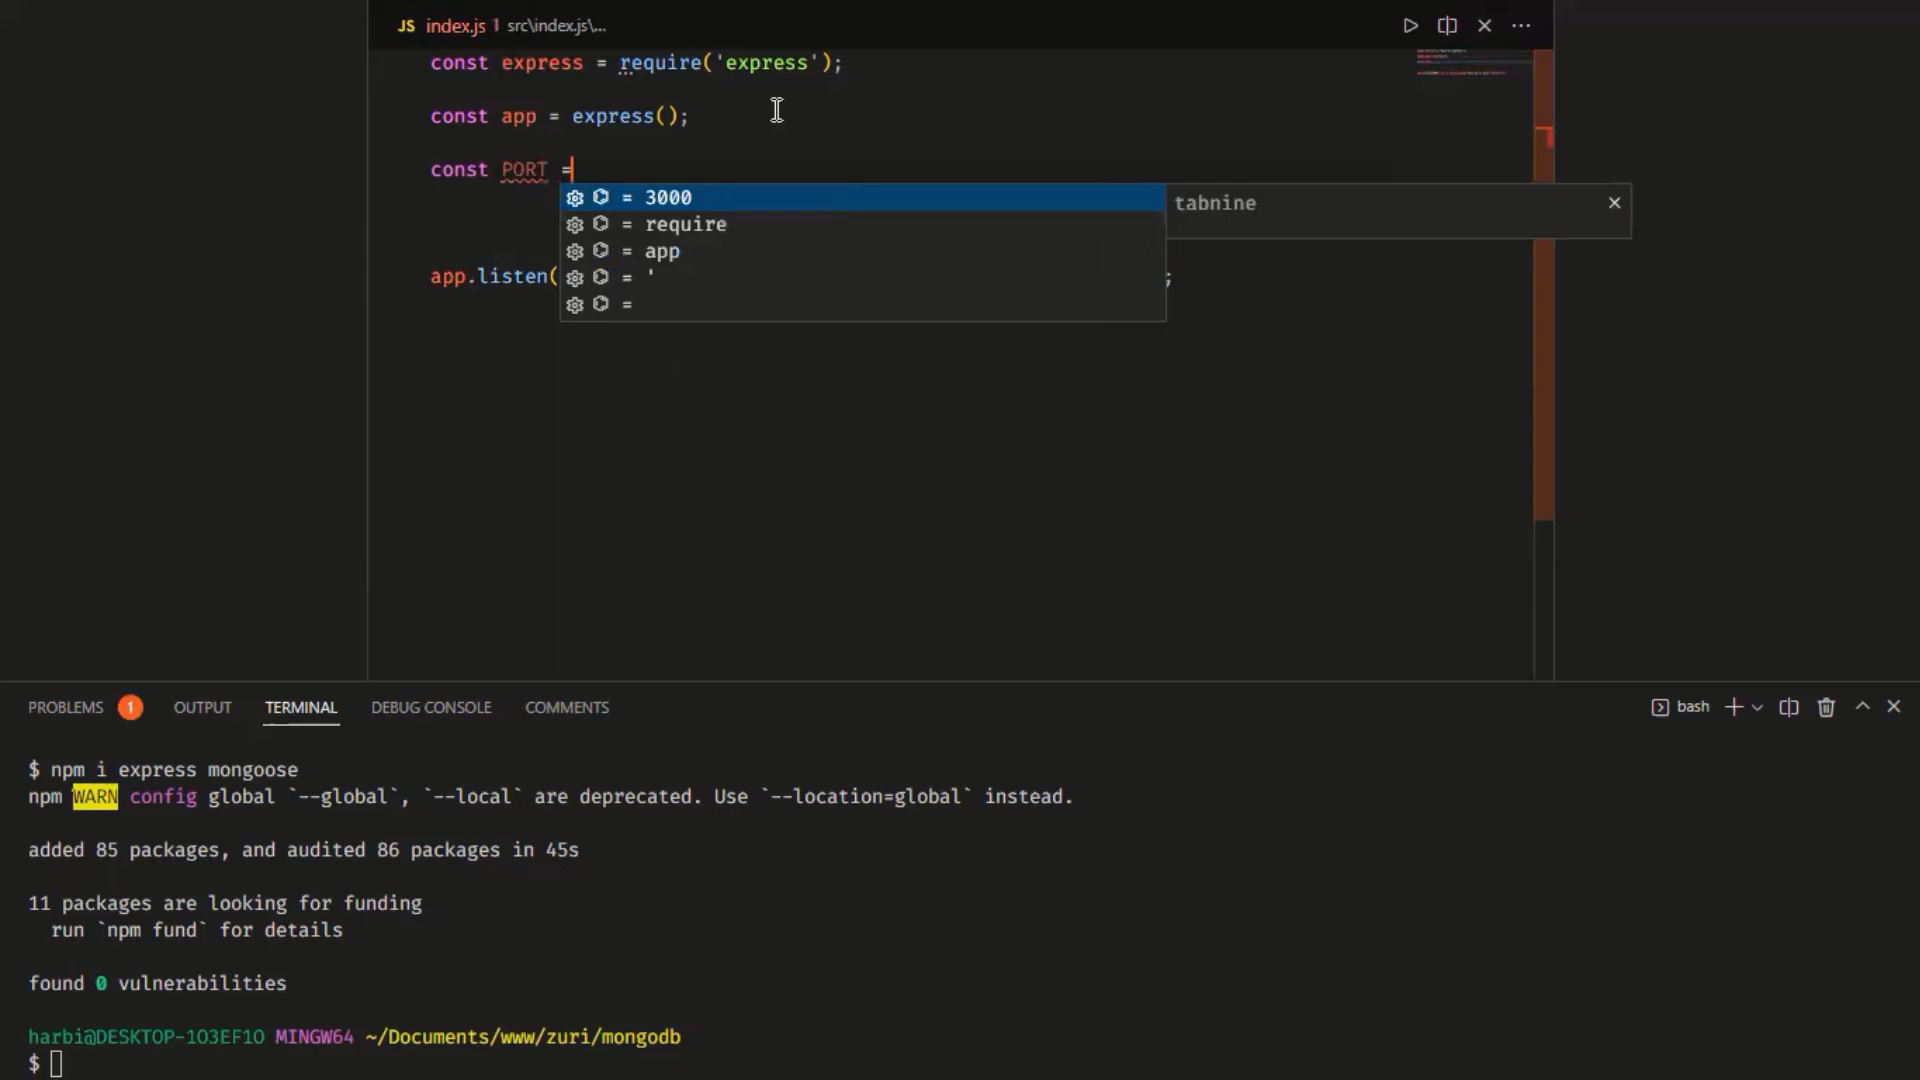 JS index.js 1 src\index.js\...
const express = require('express');
const app = express();
const PORT =
= 3000
tabnine
= require
= app
= '
=
app.listen( ;
PROBLEMS 1 OUTPUT TERMINAL DEBUG CONSOLE COMMENTS
bash
$ npm i express mongoose
npm WARN config global `--global`, `--local` are deprecated. Use `--location=global` instead.
added 85 packages, and audited 86 packages in 45s
11 packages are looking for funding
run `npm fund` for details
found 0 vulnerabilities
harbi@DESKTOP-1O3EF1O MINGW64 ~/Documents/www/zuri/mongodb
$